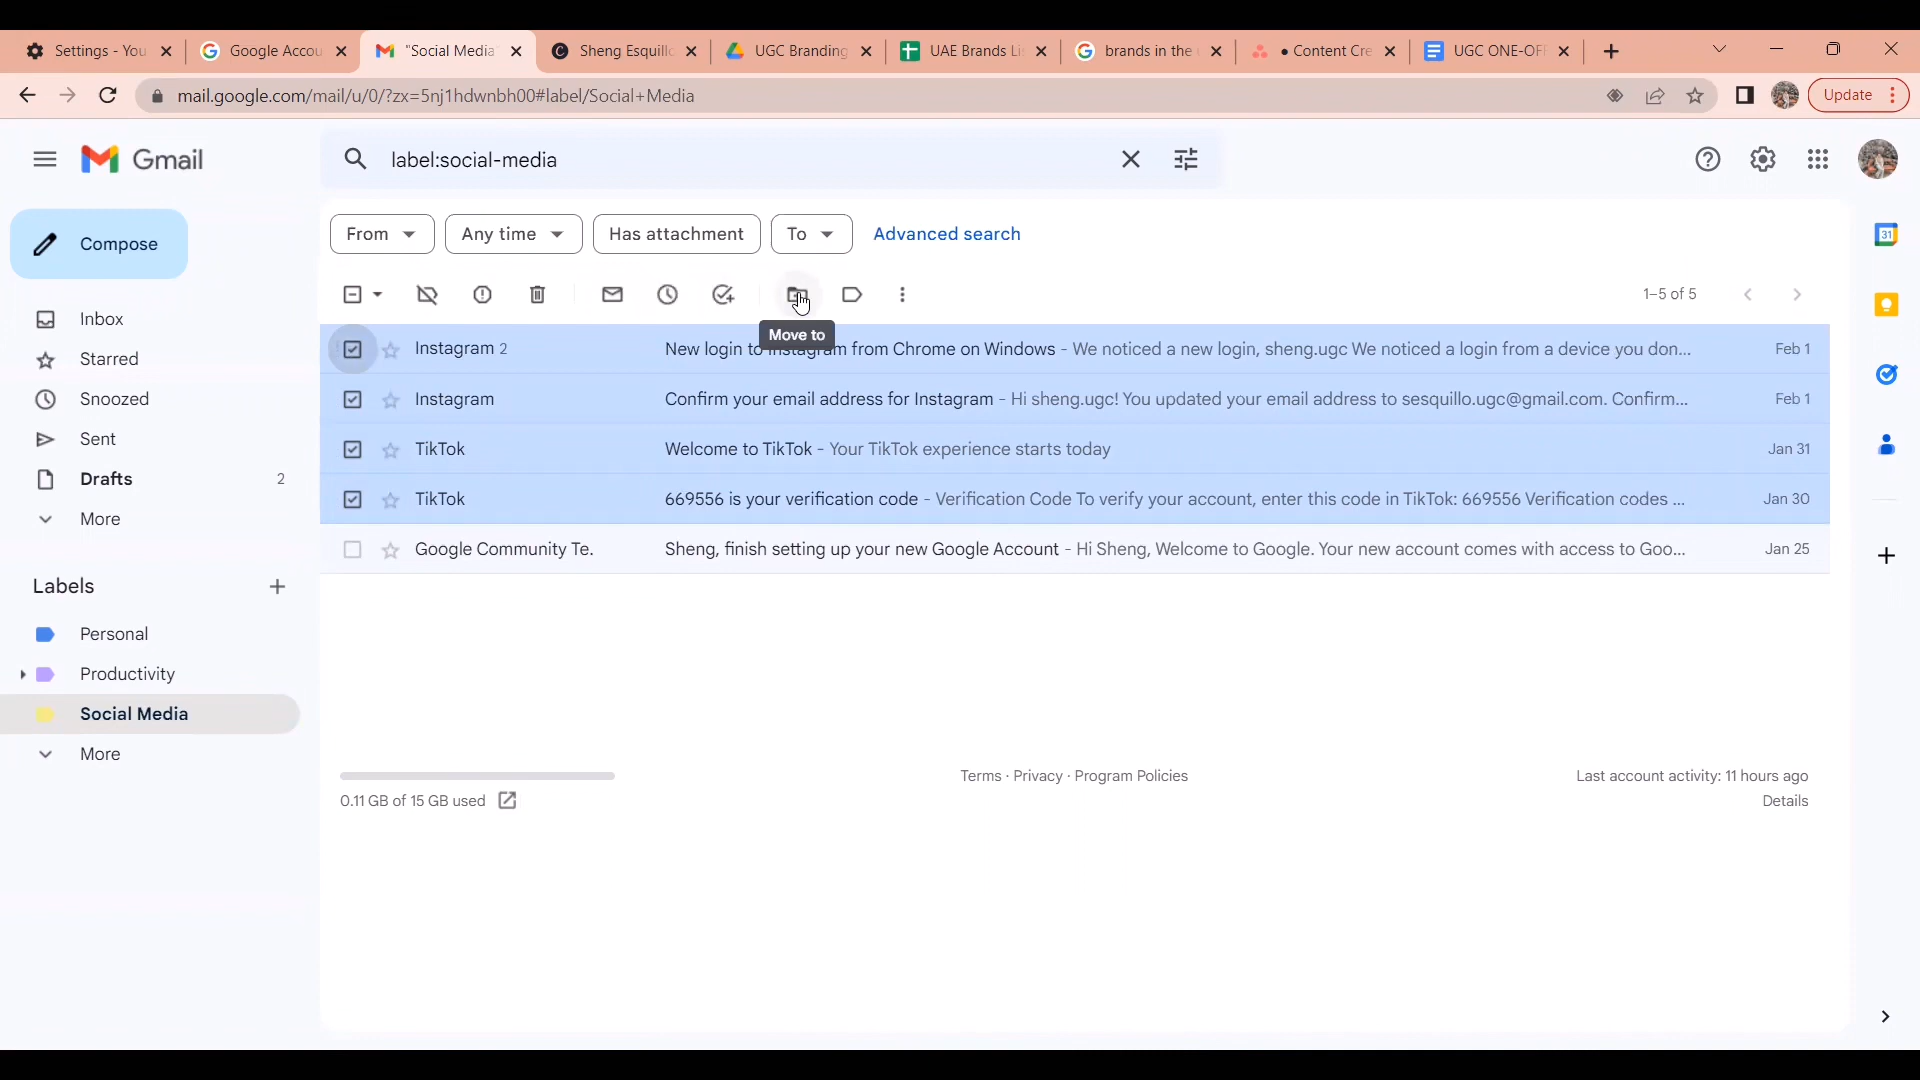 Settings - You
Google Accou
"Social Media
Sheng Esquillo
UGC Branding
UAE Brands Li
brands in the
• Content Cre
UGC ONE-OFF
mail.google.com/mail/u/0/?zx=5nj1hdwnbh00#label/Social+Media
Update
Gmail
label:social-media
Compose
From
Any time
Has attachment
To
Advanced search
1–5 of 5
Move to
Inbox
Starred
Snoozed
Sent
Drafts 2
More
Labels
Personal
Productivity
Social Media
More
Instagram 2 New login to Instagram from Chrome on Windows - We noticed a new login, sheng.ugc We noticed a login from a device you don... Feb 1
Instagram Confirm your email address for Instagram - Hi sheng.ugc! You updated your email address to sesquillo.ugc@gmail.com. Confirm... Feb 1
TikTok Welcome to TikTok - Your TikTok experience starts today Jan 31
TikTok 669556 is your verification code - Verification Code To verify your account, enter this code in TikTok: 669556 Verification codes ... Jan 30
Google Community Te. Sheng, finish setting up your new Google Account - Hi Sheng, Welcome to Google. Your new account comes with access to Goo... Jan 25
0.11 GB of 15 GB used
Terms · Privacy · Program Policies
Last account activity: 11 hours ago
Details
31